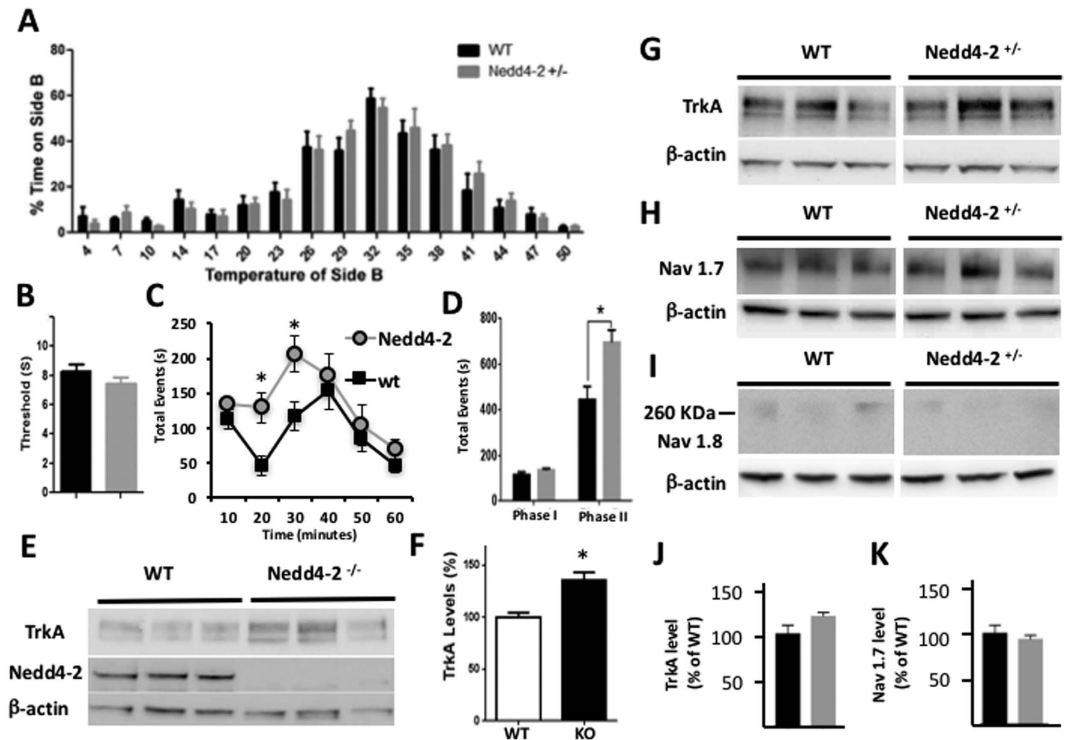 A
WT
Nedd4-2 +/-
% Time on Side B
80
60
40
20
0
4 7 10 14 17 20 23 26 29 32 35 38 41 44 47 50
Temperature of Side B
B
Threshold (S)
10
8
6
4
2
0
C
Total Events (s)
250
200
150
100
50
0
*
*
Nedd4-2
wt
10 20 30 40 50 60
Time (minutes)
D
Total Events (s)
800
600
400
200
0
*
Phase I Phase II
E
WT Nedd4-2 -/-
TrkA
Nedd4-2
β-actin
F
TrkA Levels (%)
150
100
50
0
*
WT KO
G
WT Nedd4-2 +/-
TrkA
β-actin
H
WT Nedd4-2 +/-
Nav 1.7
β-actin
I
WT Nedd4-2 +/-
260 KDa
Nav 1.8
β-actin
J
TrkA level
(% of WT)
150
100
50
K
Nav 1.7 level
(% of WT)
150
100
50